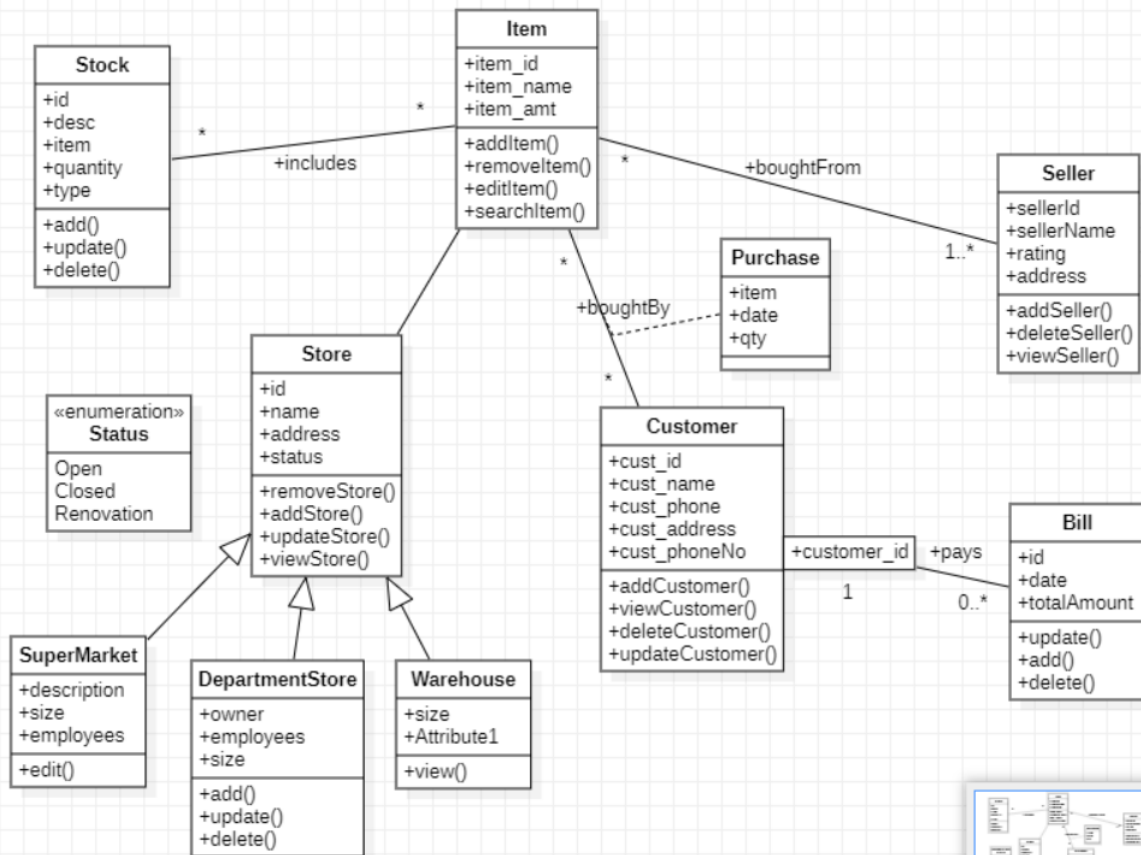 Item
+item_id
+item_name
+item_amt
+addItem()
+removeItem()
+editItem()
+searchItem()
Stock
+id
+desc
+item
+quantity
+type
+add()
+update()
+delete()
*
*
+includes
*
+boughtFrom
1..*
Seller
+sellerId
+sellerName
+rating
+address
+addSeller()
+deleteSeller()
+viewSeller()
*
+boughtBy
*
Purchase
+item
+date
+qty
Store
+id
+name
+address
+status
+removeStore()
+addStore()
+updateStore()
+viewStore()
«enumeration»
Status
Open
Closed
Renovation
Customer
+cust_id
+cust_name
+cust_phone
+cust_address
+cust_phoneNo
+addCustomer()
+viewCustomer()
+deleteCustomer()
+updateCustomer()
+customer_id
+pays
1
0..*
Bill
+id
+date
+totalAmount
+update()
+add()
+delete()
SuperMarket
+description
+size
+employees
+edit()
DepartmentStore
+owner
+employees
+size
+add()
+update()
+delete()
Warehouse
+size
+Attribute1
+view()